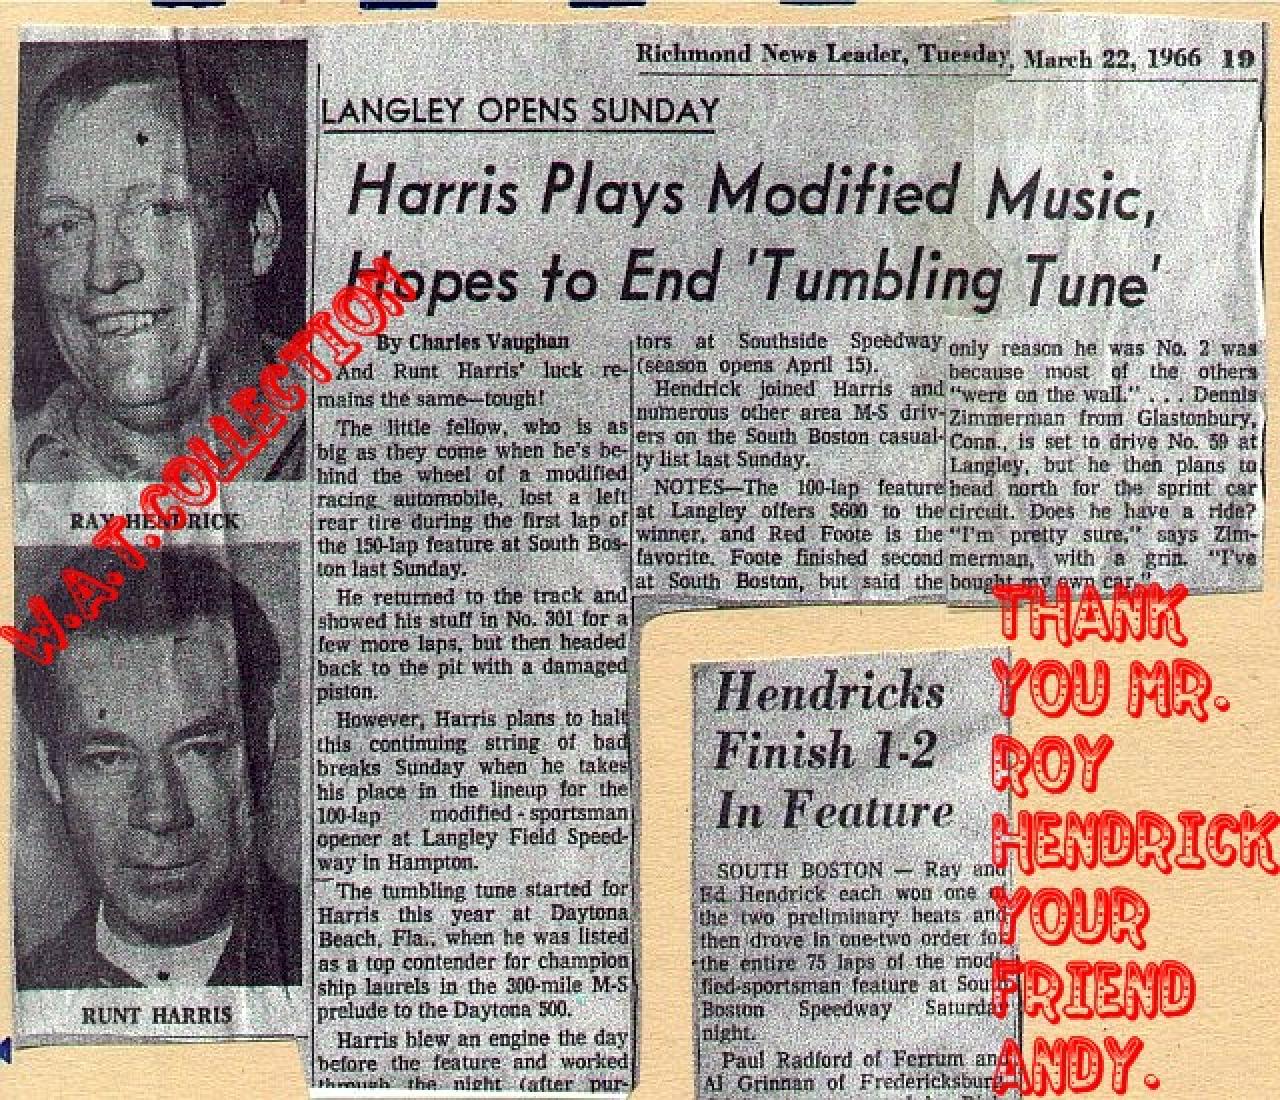 Richmond News Leader, Tuesday, March 22, 1966 19
LANGLEY OPENS SUNDAY
Harris Plays Modified Music,
Hopes to End 'Tumbling Tune'
By Charles Vaughan
And Runt Harris' luck re-
mains the same—tough!
The little fellow, who is as
big as they come when he's be-
hind the wheel of a modified
racing automobile, lost a left
rear tire during the first lap of
the 150-lap feature at South Bos-
ton last Sunday.
He returned to the track and
showed his stuff in No. 301 for a
few more laps, but then headed
back to the pit with a damaged
piston.
However, Harris plans to halt
this continuing string of bad
breaks Sunday when he takes
his place in the lineup for the
100-lap modified-sportsman
opener at Langley Field Speed-
way in Hampton.
The tumbling tune started for
Harris this year at Daytona
Beach, Fla., when he was listed
as a top contender for champion
ship laurels in the 300-mile M-S
prelude to the Daytona 500.
Harris blew an engine the day
before the feature and worked
through the night (after pur-
tors at Southside Speedway
(season opens April 15).
Hendrick joined Harris and
numerous other area M-S driv-
ers on the South Boston casual-
ty list last Sunday.
NOTES—The 100-lap feature
at Langley offers $600 to the
winner, and Red Foote is the
favorite. Foote finished second
at South Boston, but said the
only reason he was No. 2 was
because most of the others
"were on the wall." . . . Dennis
Zimmerman from Glastonbury,
Conn., is set to drive No. 59 at
Langley, but he then plans to
head north for the sprint car
circuit. Does he have a ride?
"I'm pretty sure," says Zim-
merman, with a grin. "I've
bought my own car."
RAY HENDRICK
RUNT HARRIS
W.A.T.COLLECTION
Hendricks
Finish 1-2
In Feature
SOUTH BOSTON — Ray and
Ed Hendrick each won one of
the two preliminary heats and
then drove in one-two order for
the entire 75 laps of the modi
fied-sportsman feature at South
Boston Speedway Saturday
night.
Paul Radford of Ferrum and
Al Grinnan of Fredericksburg
THANK
YOU MR.
ROY
HENDRICK
YOUR
FRIEND
ANDY.